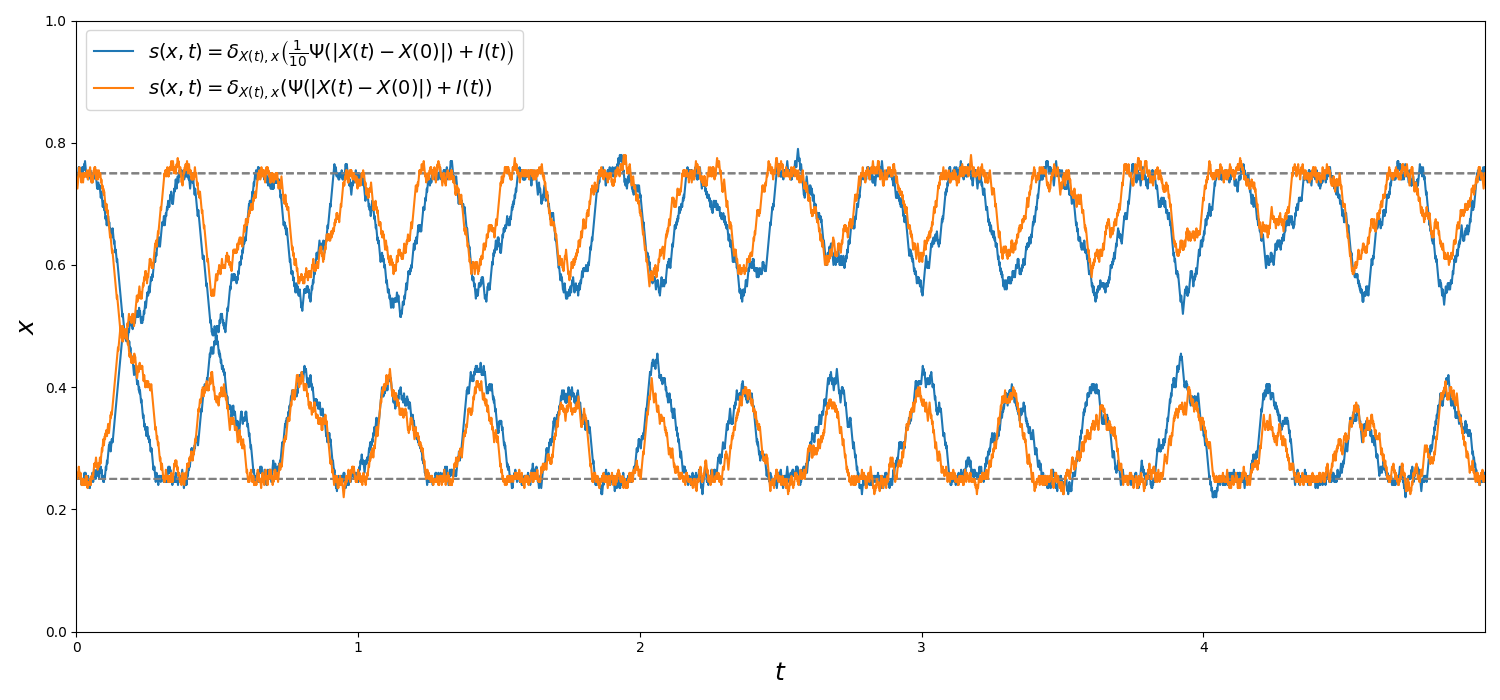 1.0
s(x, t) = δ_{X(t), x}(1/10 Ψ(|X(t) − X(0)|) + I(t))
s(x, t) = δ_{X(t), x}(Ψ(|X(t) − X(0)|) + I(t))
0.8
0.6
x
0.4
0.2
0.0
0 1 2 3 4
t